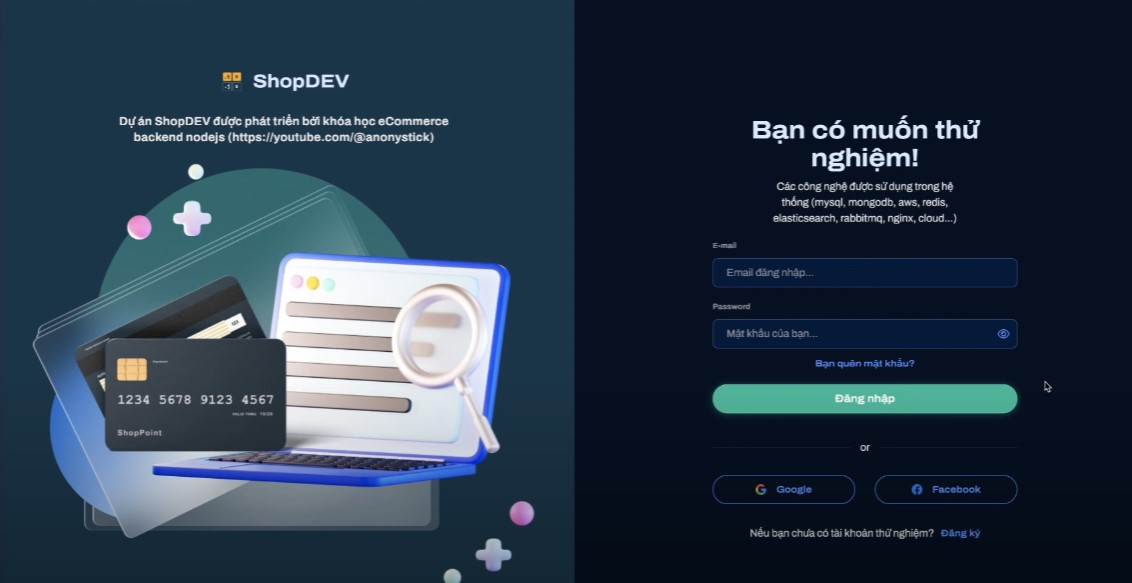 ShopDEV
Dự án ShopDEV được phát triển bởi khóa học eCommerce
backend nodejs (https://youtube.com/@anonystick)
1234 5678 9123 4567
VALID THRU
ShopPoint
Bạn có muốn thử
nghiệm!
Các công nghệ được sử dụng trong hệ
thống (mysql, mongodb, aws, redis,
elasticsearch, rabbitmq, nginx, cloud...)
E-mail
Email đăng nhập...
Password
Mật khẩu của bạn...
Bạn quên mật khẩu?
Đăng nhập
or
Google
Facebook
Nếu bạn chưa có tài khoản thử nghiệm? Đăng ký